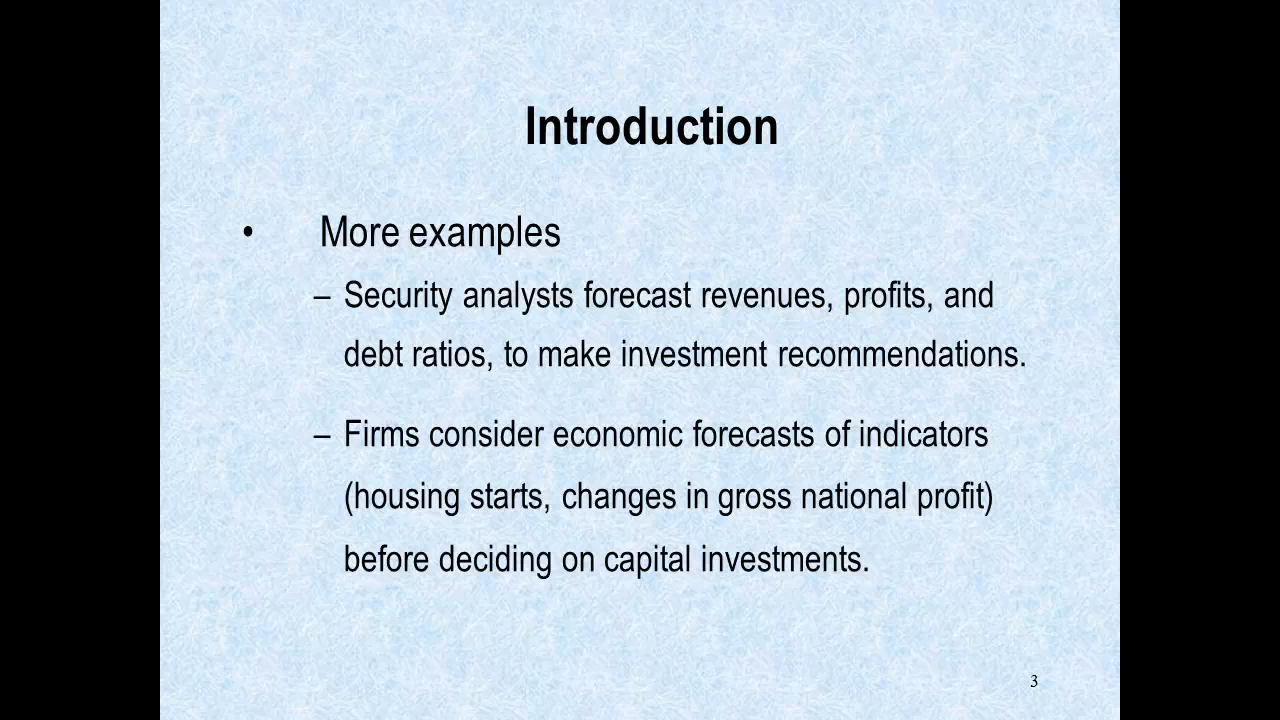 Introduction
• More examples
– Security analysts forecast revenues, profits, and
debt ratios, to make investment recommendations.
– Firms consider economic forecasts of indicators
(housing starts, changes in gross national profit)
before deciding on capital investments.
3